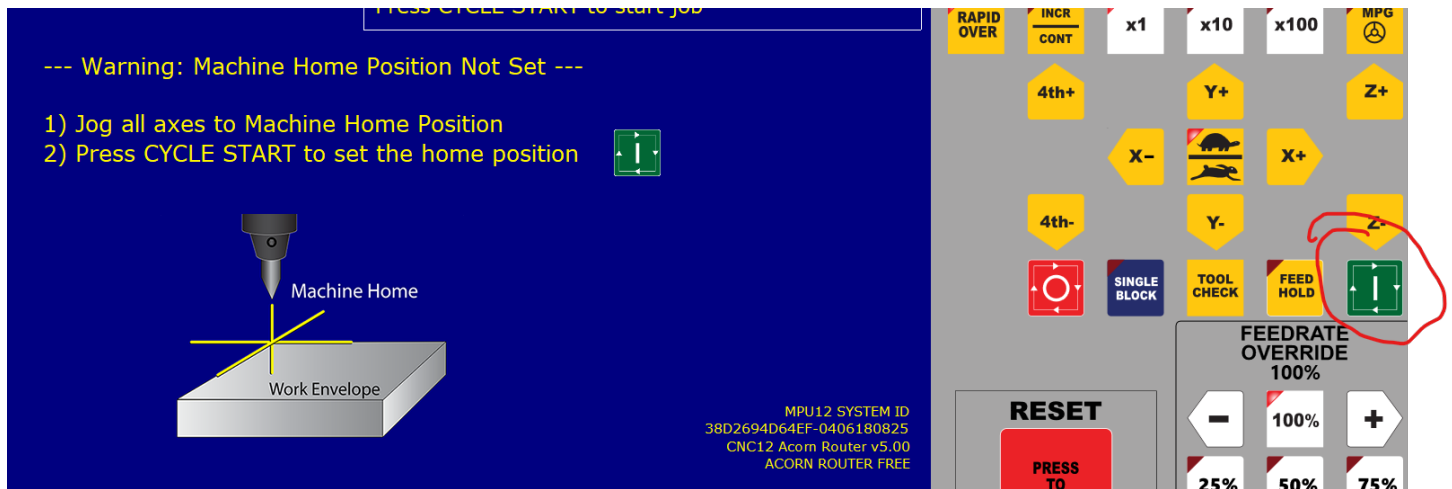 Press CYCLE START to start job
--- Warning: Machine Home Position Not Set ---
1) Jog all axes to Machine Home Position
2) Press CYCLE START to set the home position
Machine Home
Work Envelope
MPU12 SYSTEM ID
38D2694D64EF-0406180825
CNC12 Acorn Router v5.00
ACORN ROUTER FREE
RAPID
OVER
INCR
CONT
x1
x10
x100
MPG
4th+
Y+
Z+
X-
X+
4th-
Y-
Z-
SINGLE
BLOCK
TOOL
CHECK
FEED
HOLD
FEEDRATE
OVERRIDE
100%
RESET
PRESS
TO
-
100%
+
25%
50%
75%